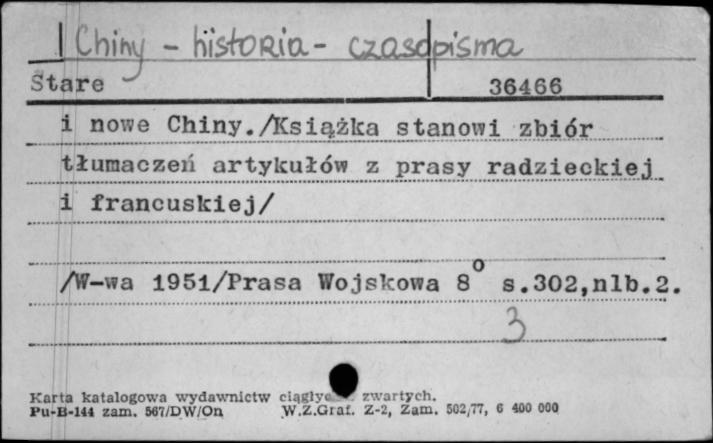 Chiny - historia - czasopisma
Stare 36466
i nowe Chiny./Książka stanowi zbiór
tłumaczeń artykułów z prasy radzieckiej
i francuskiej/
/W-wa 1951/Prasa Wojskowa 8° s.302,nlb.2.
3
Karta katalogowa wydawnictw zwartych.
Pu-B-144 zam. 567/DW/On W.Z.Graf. Z-2, Zam. 502/77, 6 400 000